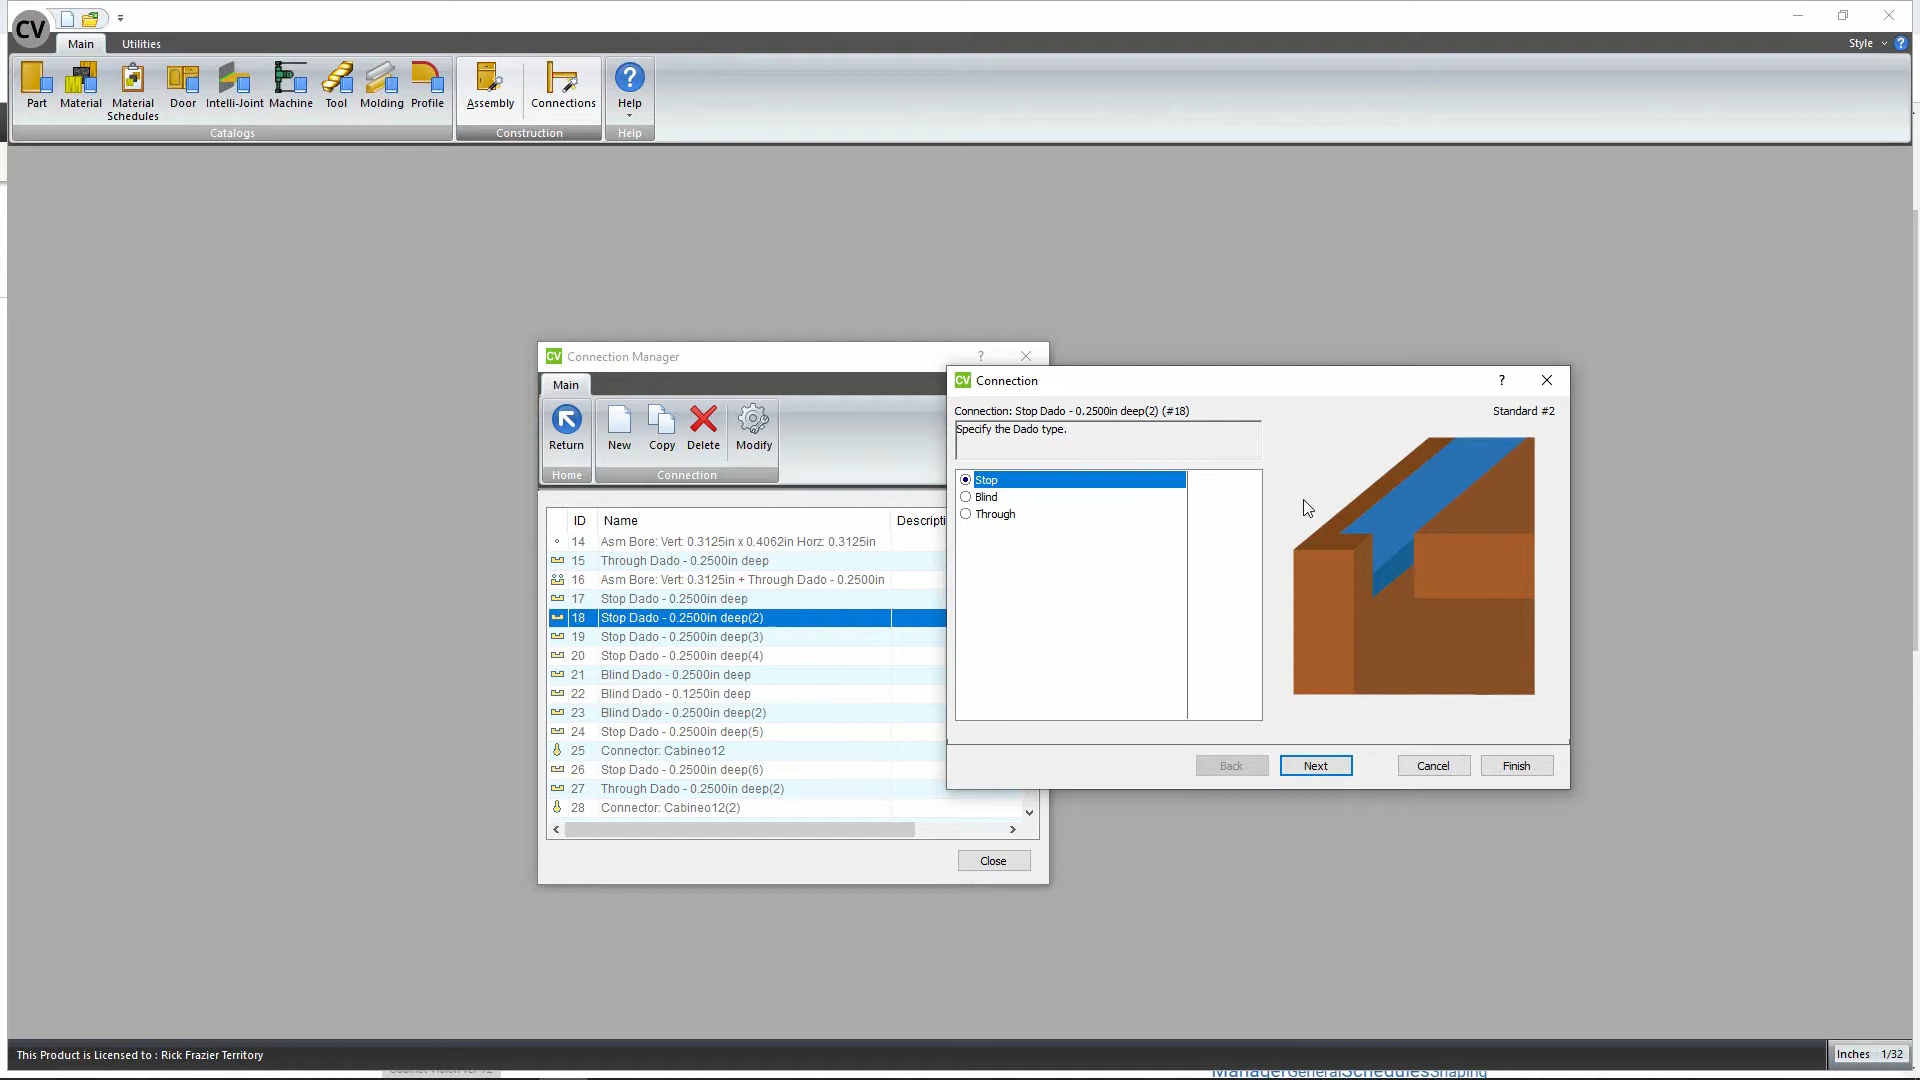 CV
Main
Utilities
Style
Part
Material
Material Schedules
Door
Intelli-Joint
Machine
Tool
Molding
Profile
Assembly
Connections
Help
Catalogs
Construction
Help
CV Connection Manager
?
Main
Return
New
Copy
Delete
Modify
Home
Connection
ID Name Descripti
14 Asm Bore: Vert: 0.3125in x 0.4062in Horz: 0.3125in
15 Through Dado - 0.2500in deep
16 Asm Bore: Vert: 0.3125in + Through Dado - 0.2500in
17 Stop Dado - 0.2500in deep
18 Stop Dado - 0.2500in deep(2)
19 Stop Dado - 0.2500in deep(3)
20 Stop Dado - 0.2500in deep(4)
21 Blind Dado - 0.2500in deep
22 Blind Dado - 0.1250in deep
23 Blind Dado - 0.2500in deep(2)
24 Stop Dado - 0.2500in deep(5)
25 Connector: Cabineo12
26 Stop Dado - 0.2500in deep(6)
27 Through Dado - 0.2500in deep(2)
28 Connector: Cabineo12(2)
Close
CV Connection
?
Connection: Stop Dado - 0.2500in deep(2) (#18)
Standard #2
Specify the Dado type.
Stop
Blind
Through
Back
Next
Cancel
Finish
This Product is Licensed to : Rick Frazier Territory
Inches 1/32
ManagerGeneralSchedulesShaping